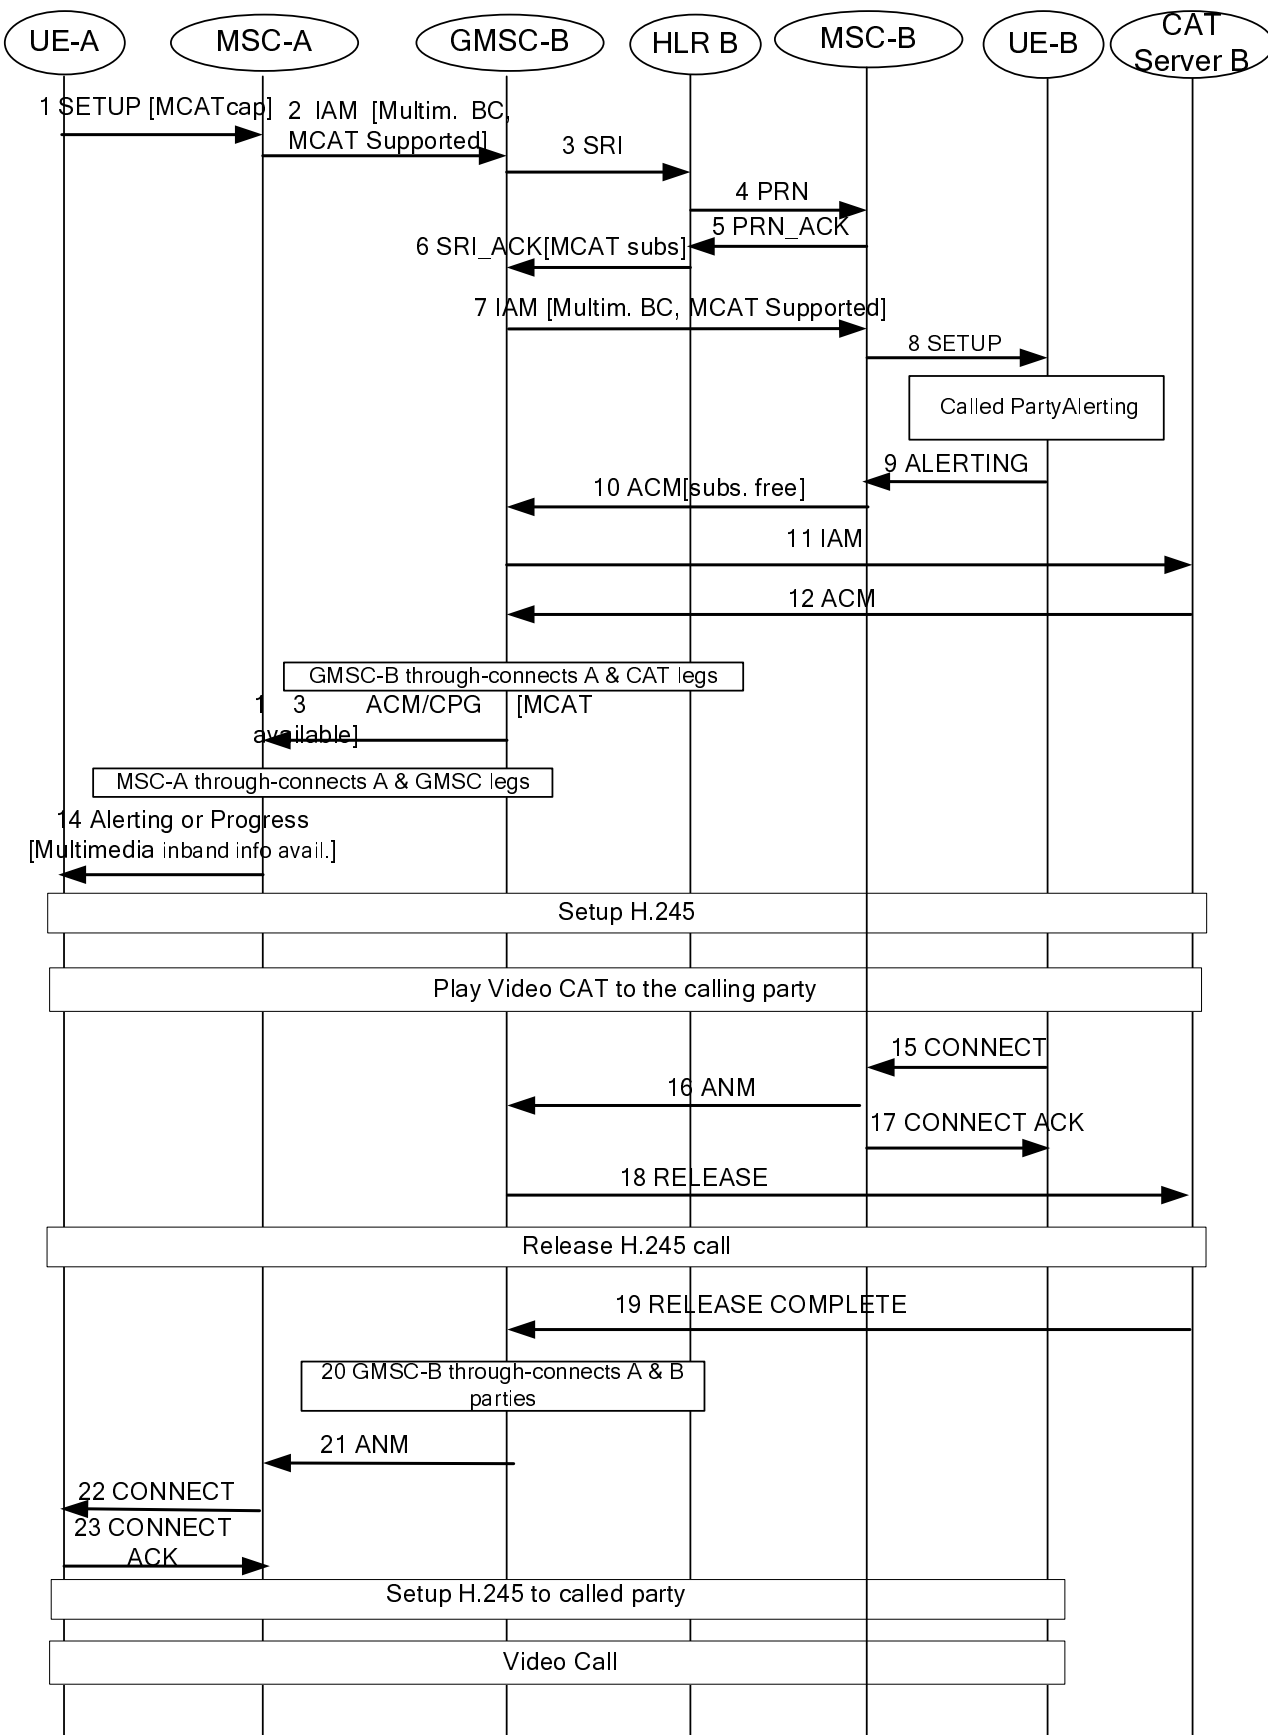 UE-A
MSC-A
GMSC-B
HLR B
MSC-B
UE-B
CAT
Server B
1 SETUP [MCATcap]
2 IAM [Multim. BC,
MCAT Supported]
3 SRI
4 PRN
5 PRN_ACK
6 SRI_ACK[MCAT subs]
7 IAM [Multim. BC, MCAT Supported]
8 SETUP
Called PartyAlerting
9 ALERTING
10 ACM[subs. free]
11 IAM
12 ACM
GMSC-B through-connects A & CAT legs
1 3 ACM/CPG [MCAT
available]
MSC-A through-connects A & GMSC legs
14 Alerting or Progress
[Multimedia inband info avail.]
Setup H.245
Play Video CAT to the calling party
15 CONNECT
16 ANM
17 CONNECT ACK
18 RELEASE
Release H.245 call
19 RELEASE COMPLETE
20 GMSC-B through-connects A & B
parties
21 ANM
22 CONNECT
23 CONNECT
ACK
Setup H.245 to called party
Video Call